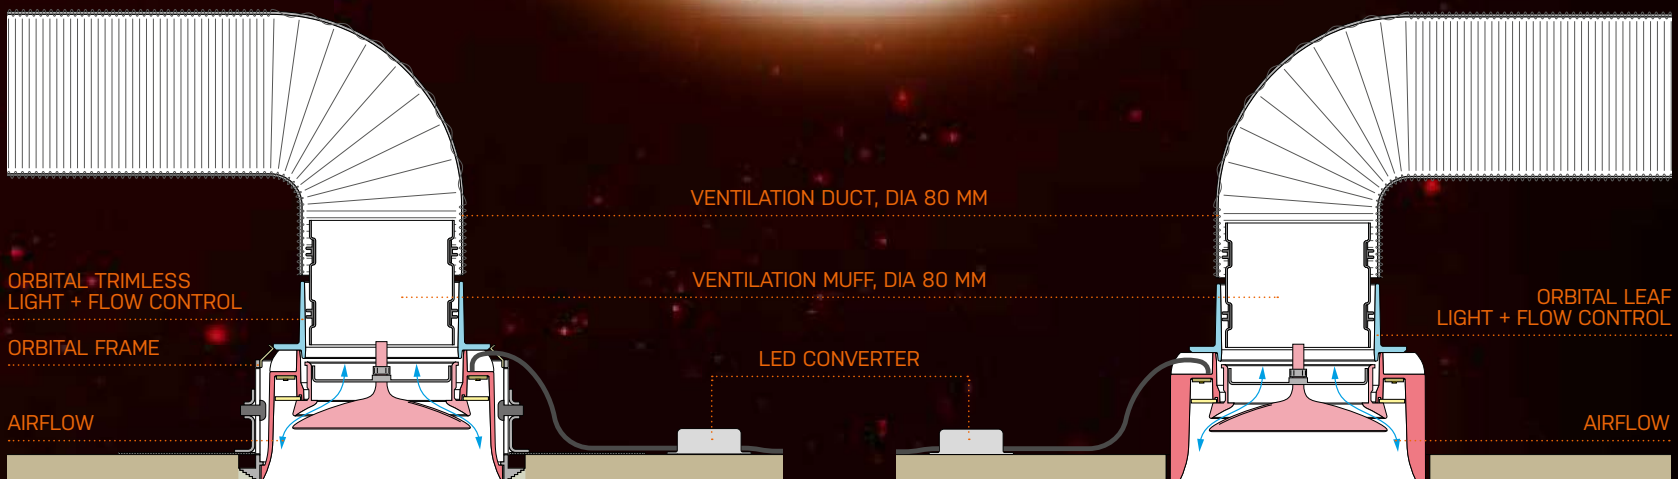 VENTILATION DUCT, DIA 80 MM
ORBITAL TRIMLESS
LIGHT + FLOW CONTROL
VENTILATION MUFF, DIA 80 MM
ORBITAL LEAF
LIGHT + FLOW CONTROL
ORBITAL FRAME
LED CONVERTER
AIRFLOW
AIRFLOW